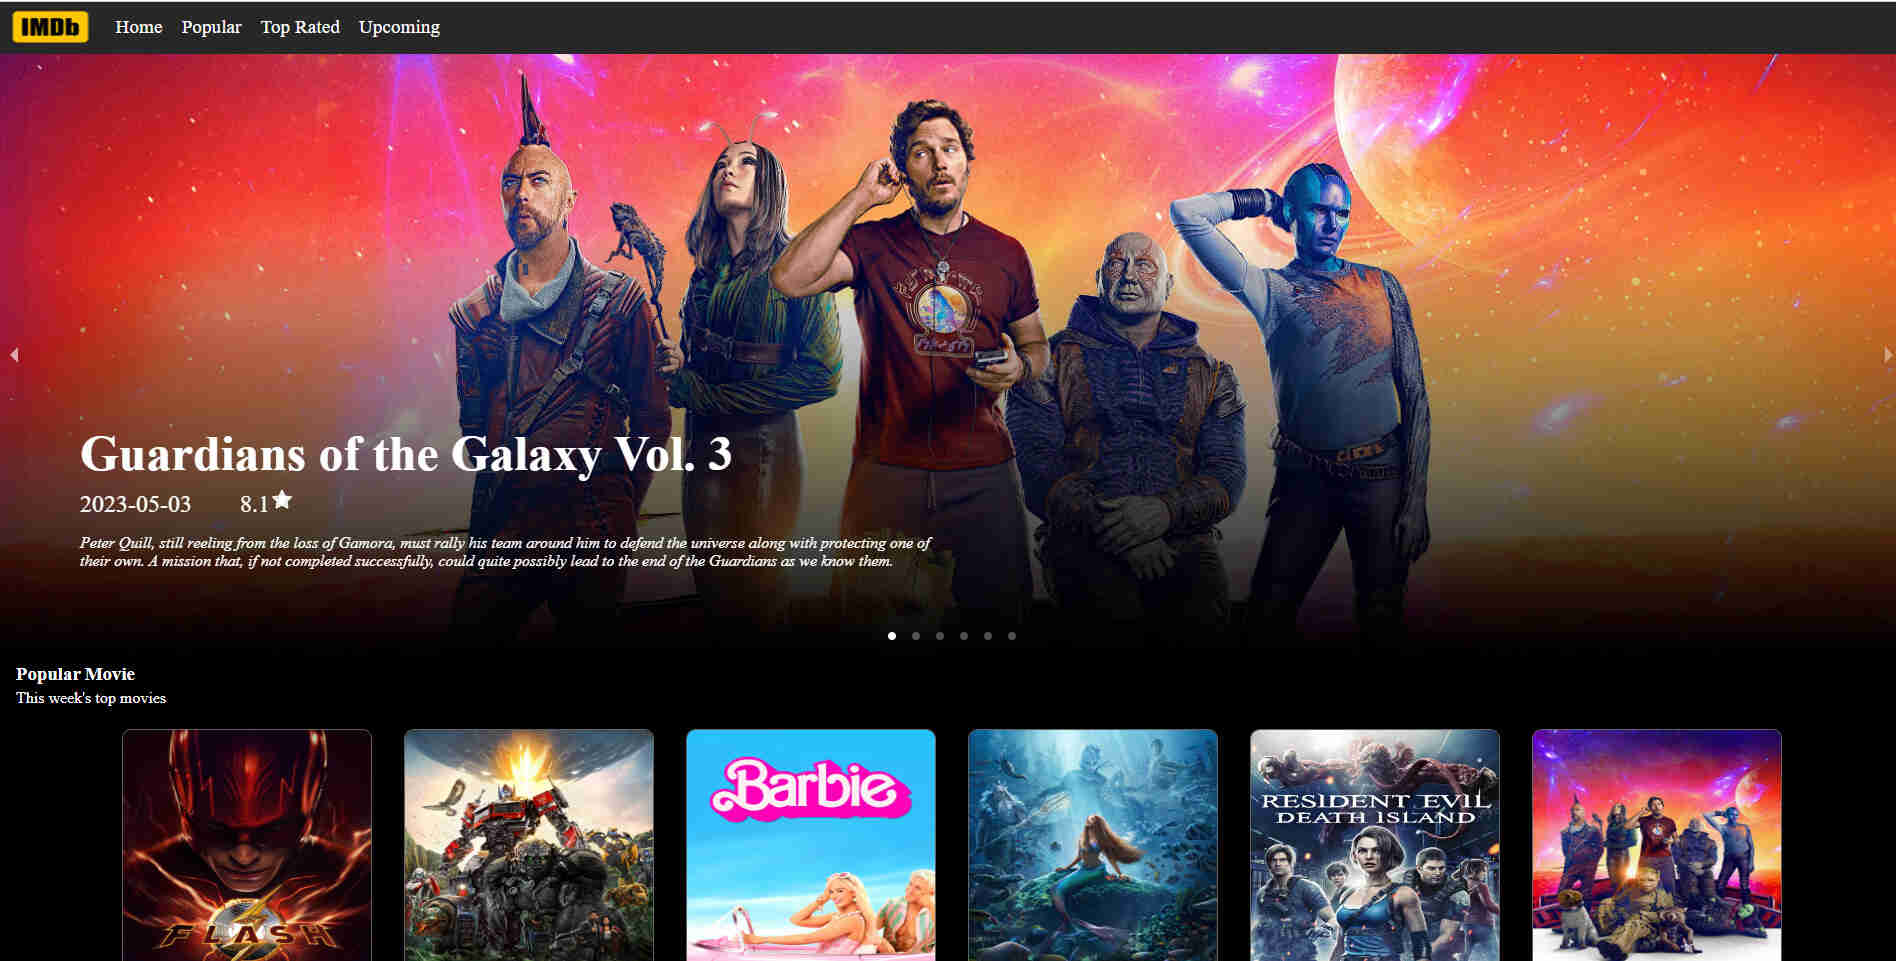 IMDb
Home Popular Top Rated Upcoming
Guardians of the Galaxy Vol. 3
2023-05-03 8.1
Peter Quill, still reeling from the loss of Gamora, must rally his team around him to defend the universe along with protecting one of
their own. A mission that, if not completed successfully, could quite possibly lead to the end of the Guardians as we know them.
Popular Movie
This week's top movies
FLASH
Barbie
RESIDENT EVIL
DEATH ISLAND